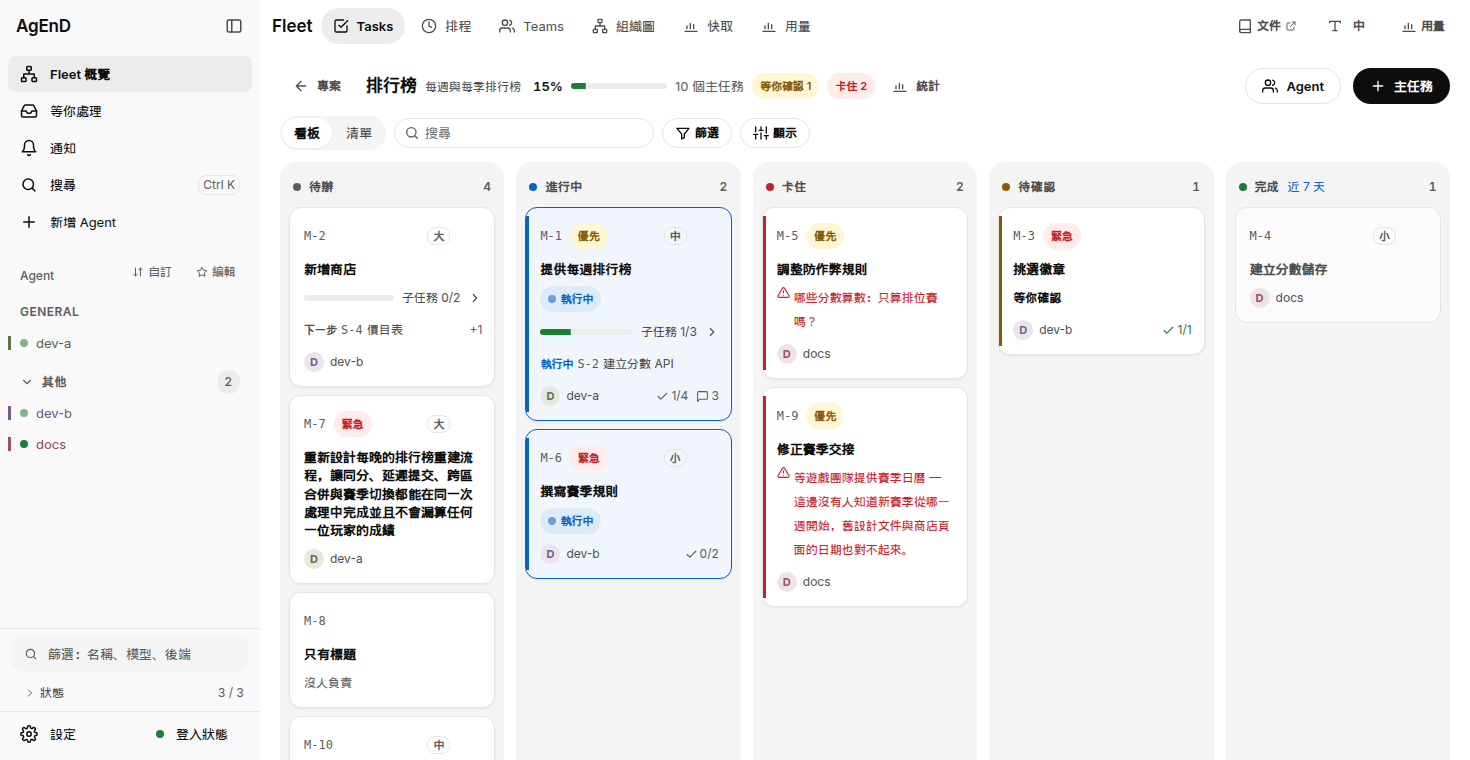 AgEnD
Fleet 概覽
等你處理
通知
搜尋 Ctrl K
新增 Agent
Agent 自訂 編輯
GENERAL
dev-a
其他 2
dev-b
docs
篩選：名稱、模型、後端
狀態 3 / 3
設定 登入狀態
Fleet Tasks 排程 Teams 組織圖 快取 用量 文件 中 用量
專案 排行榜 每週與每季排行榜 15% 10 個主任務 等你確認 1 卡住 2 統計 Agent 主任務
看板 清單 搜尋 篩選 顯示
待辦 4
M-2 大
新增商店
子任務 0/2
下一步 S-4 價目表 +1
D dev-b
M-7 緊急 大
重新設計每晚的排行榜重建流
程，讓同分、延遲提交、跨區
合併與賽季切換都能在同一次
處理中完成並且不會漏算任何
一位玩家的成績
D dev-a
M-8
只有標題
沒人負責
M-10 中
進行中 2
M-1 優先 中
提供每週排行榜
執行中
子任務 1/3
執行中 S-2 建立分數 API
D dev-a 1/4 3
M-6 緊急 小
撰寫賽季規則
執行中
D dev-b 0/2
卡住 2
M-5 優先
調整防作弊規則
哪些分數算數：只算排位賽
嗎？
D docs
M-9 優先
修正賽季交接
等遊戲團隊提供賽季日曆 —
這邊沒有人知道新賽季從哪一
週開始，舊設計文件與商店頁
面的日期也對不起來。
D docs
待確認 1
M-3 緊急
挑選徽章
等你確認
D dev-b 1/1
完成 近 7 天 1
M-4 小
建立分數儲存
D docs